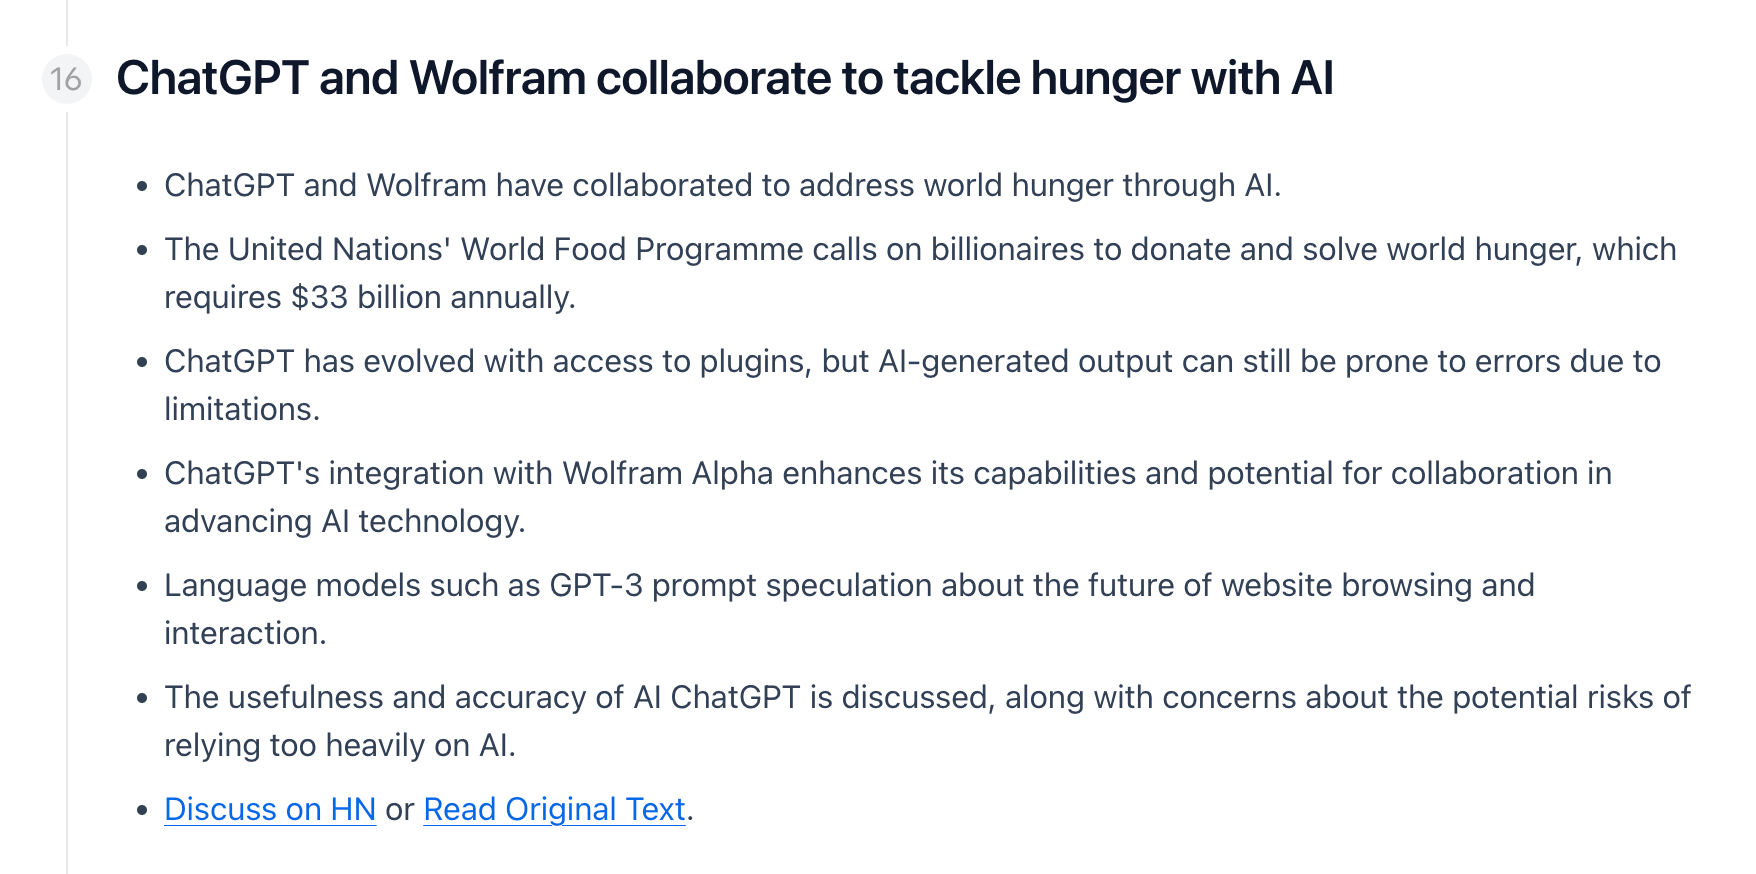 16
ChatGPT and Wolfram collaborate to tackle hunger with AI
• ChatGPT and Wolfram have collaborated to address world hunger through AI.
• The United Nations' World Food Programme calls on billionaires to donate and solve world hunger, which
requires $33 billion annually.
• ChatGPT has evolved with access to plugins, but AI-generated output can still be prone to errors due to
limitations.
• ChatGPT's integration with Wolfram Alpha enhances its capabilities and potential for collaboration in
advancing AI technology.
• Language models such as GPT-3 prompt speculation about the future of website browsing and
interaction.
• The usefulness and accuracy of AI ChatGPT is discussed, along with concerns about the potential risks of
relying too heavily on AI.
• Discuss on HN or Read Original Text.